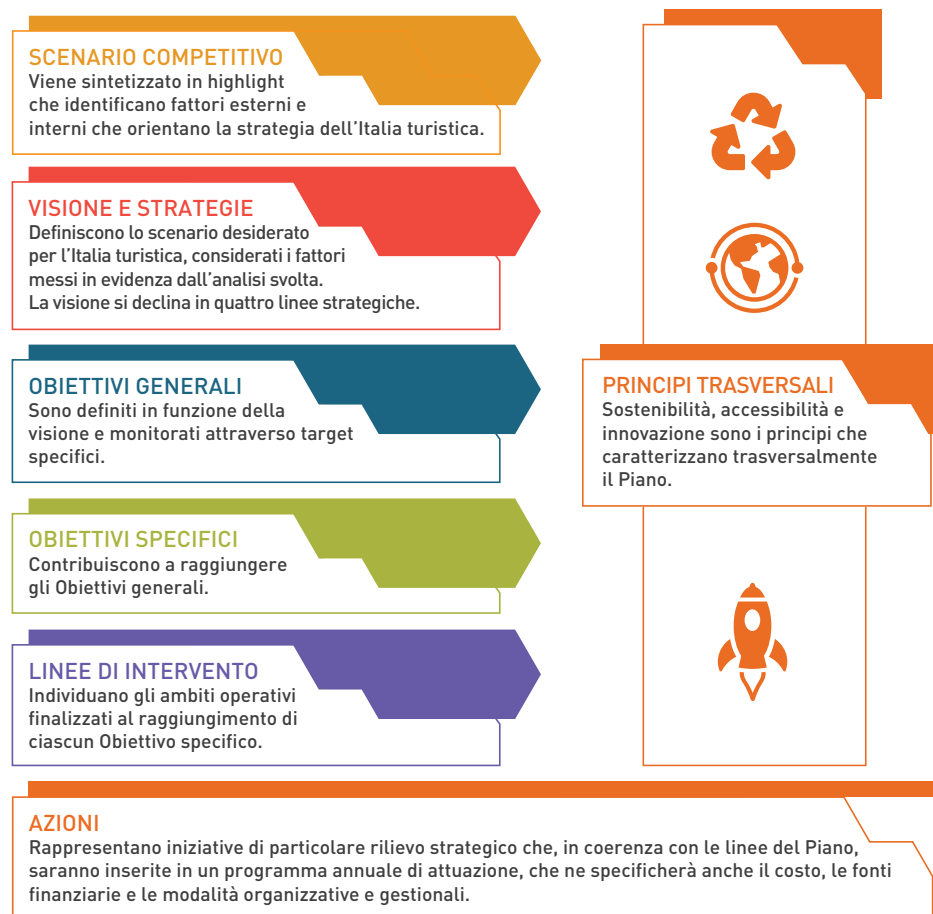 SCENARIO COMPETITIVO
Viene sintetizzato in highlight
che identificano fattori esterni e
interni che orientano la strategia dell'Italia turistica.
VISIONE E STRATEGIE
Definiscono lo scenario desiderato
per l'Italia turistica, considerati i fattori
messi in evidenza dall'analisi svolta.
La visione si declina in quattro linee strategiche.
OBIETTIVI GENERALI
Sono definiti in funzione della
visione e monitorati attraverso target
specifici.
OBIETTIVI SPECIFICI
Contribuiscono a raggiungere
gli Obiettivi generali.
LINEE DI INTERVENTO
Individuano gli ambiti operativi
finalizzati al raggiungimento di
ciascun Obiettivo specifico.
PRINCIPI TRASVERSALI
Sostenibilità, accessibilità e
innovazione sono i principi che
caratterizzano trasversalmente
il Piano.
AZIONI
Rappresentano iniziative di particolare rilievo strategico che, in coerenza con le linee del Piano,
saranno inserite in un programma annuale di attuazione, che ne specificherà anche il costo, le fonti
finanziarie e le modalità organizzative e gestionali.